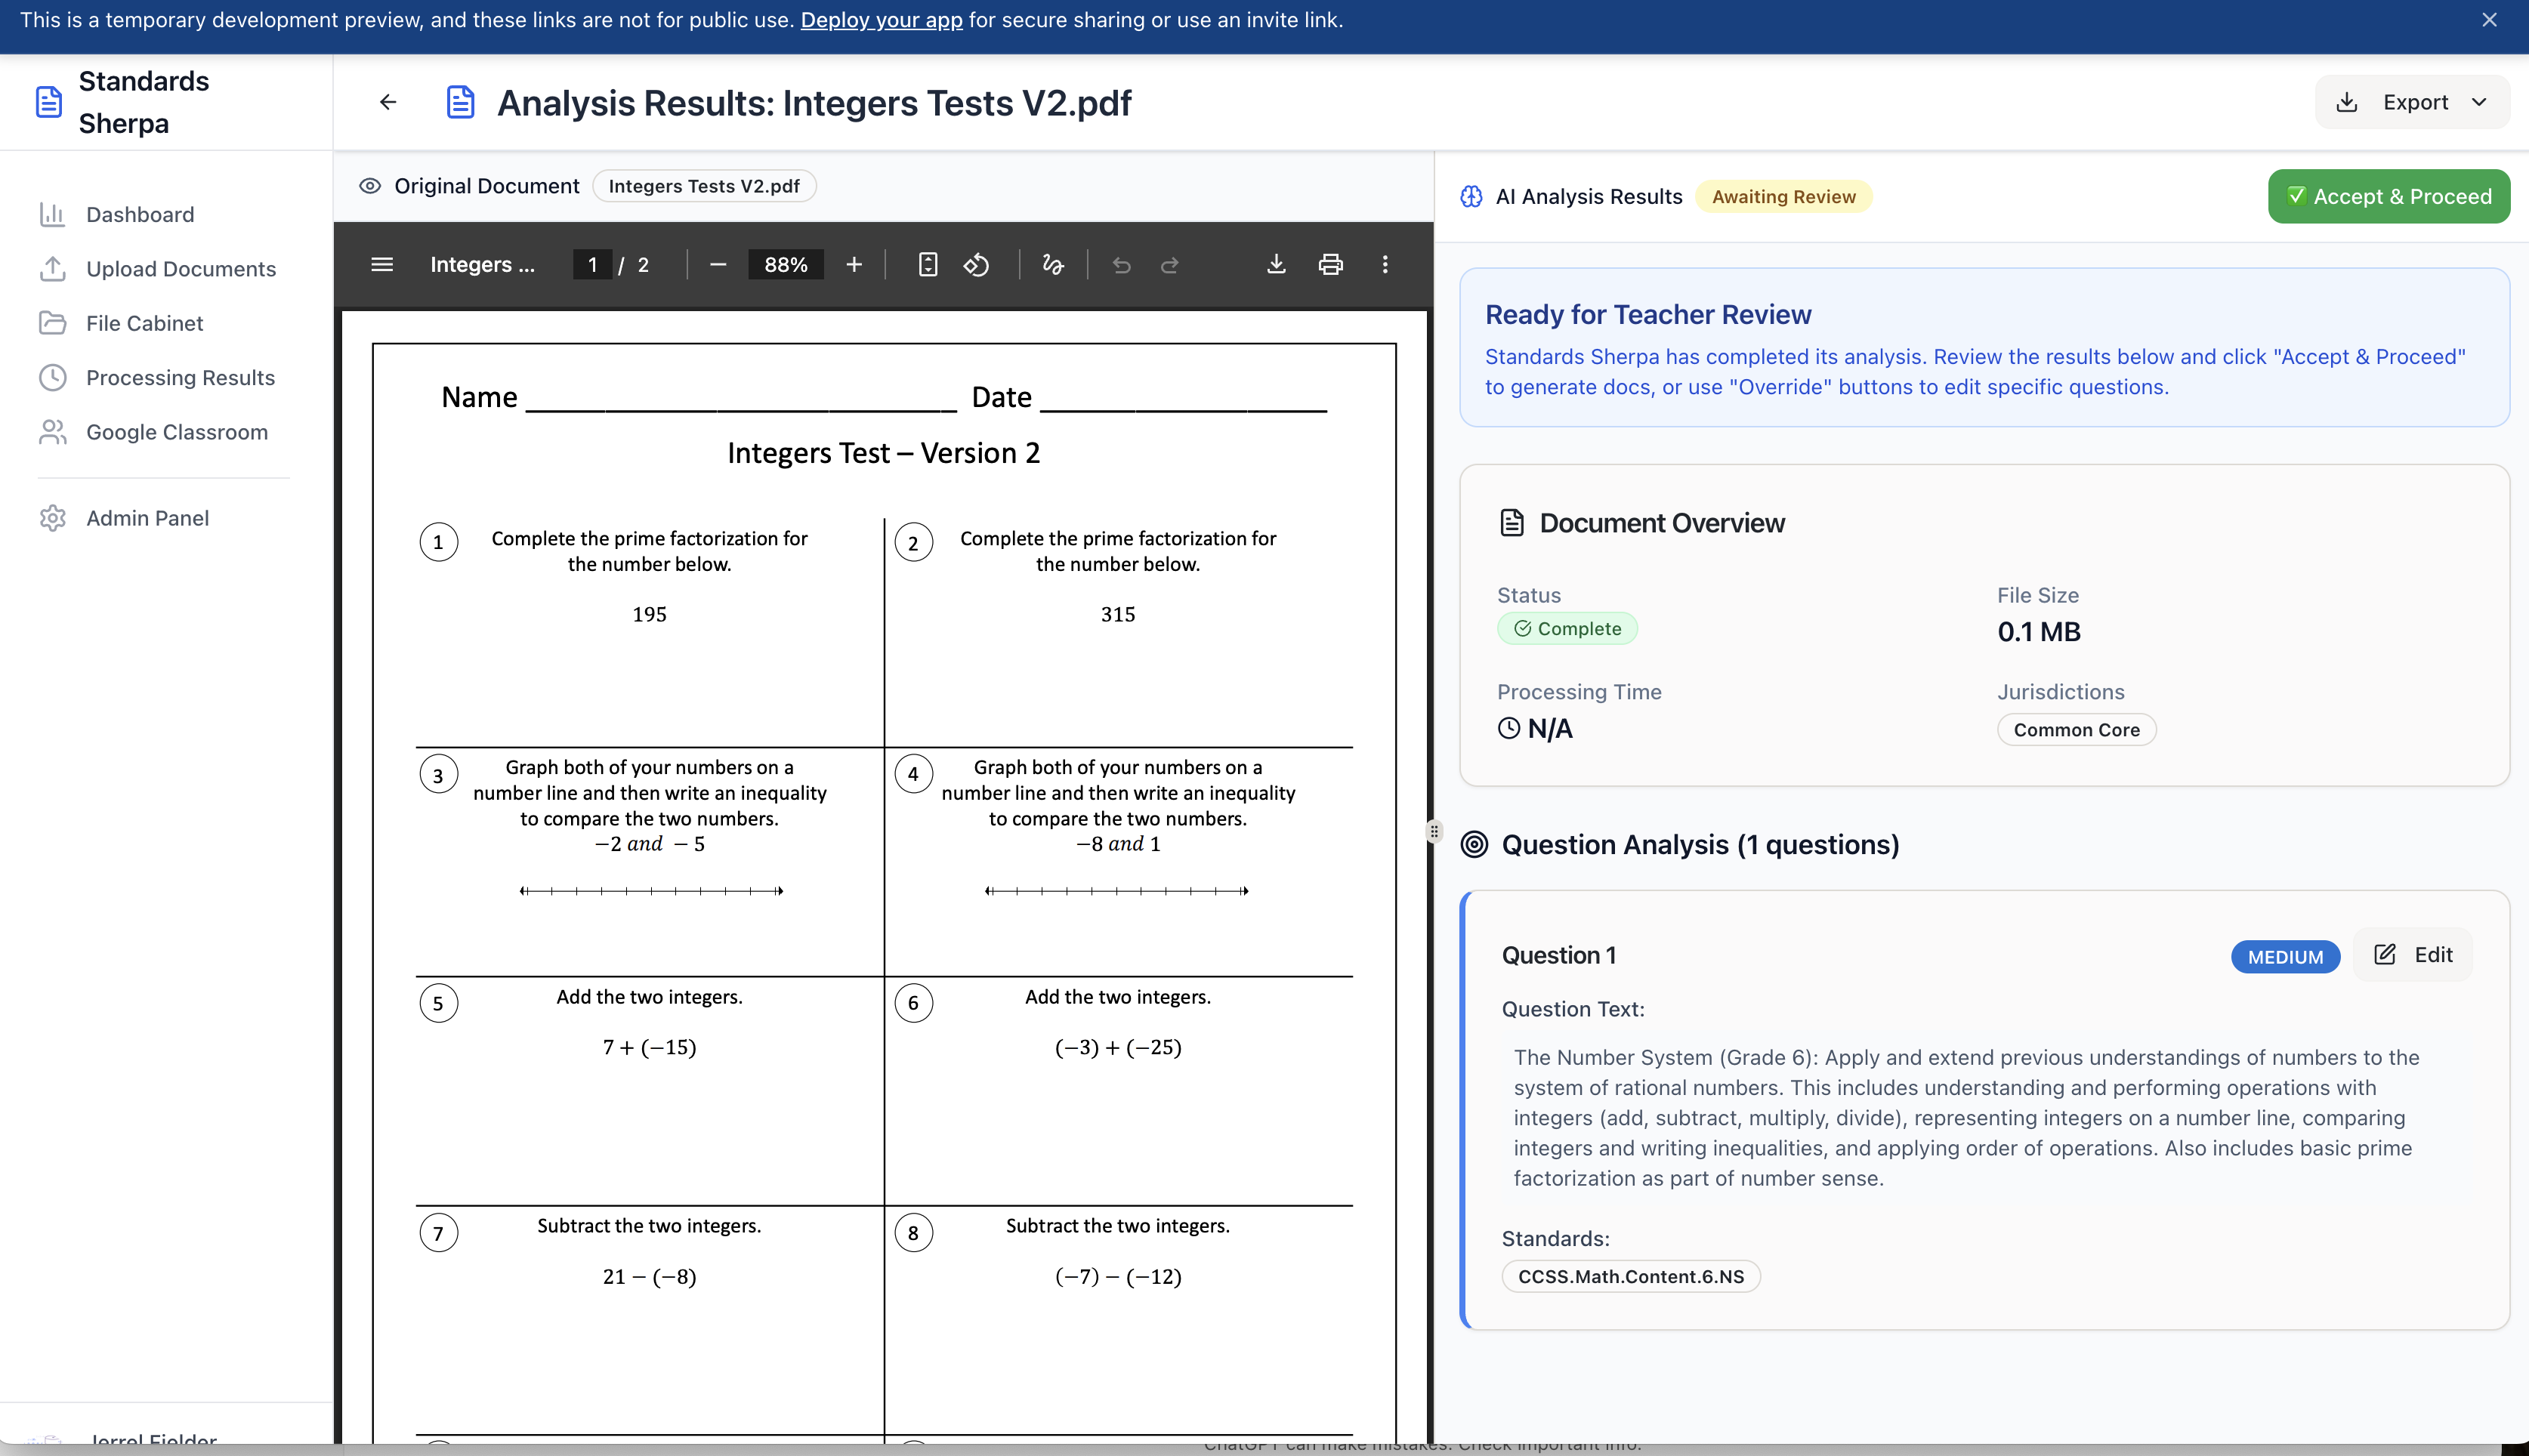 This is a temporary development preview, and these links are not for public use. Deploy your app for secure sharing or use an invite link.
Standards
Sherpa
Analysis Results: Integers Tests V2.pdf
Export
Dashboard
Upload Documents
File Cabinet
Processing Results
Google Classroom
Admin Panel
Jerrel Fielder
Original Document
Integers Tests V2.pdf
Integers ...
1 / 2
88%
Name Date
Integers Test – Version 2
1
Complete the prime factorization for
the number below.
195
2
Complete the prime factorization for
the number below.
315
3
Graph both of your numbers on a
number line and then write an inequality
to compare the two numbers.
−2 and − 5
4
Graph both of your numbers on a
number line and then write an inequality
to compare the two numbers.
−8 and 1
5
Add the two integers.
7 + (−15)
6
Add the two integers.
(−3) + (−25)
7
Subtract the two integers.
21 − (−8)
8
Subtract the two integers.
(−7) − (−12)
AI Analysis Results
Awaiting Review
✅ Accept & Proceed
Ready for Teacher Review
Standards Sherpa has completed its analysis. Review the results below and click "Accept & Proceed"
to generate docs, or use "Override" buttons to edit specific questions.
Document Overview
Status
Complete
File Size
0.1 MB
Processing Time
N/A
Jurisdictions
Common Core
Question Analysis (1 questions)
Question 1
MEDIUM
Edit
Question Text:
The Number System (Grade 6): Apply and extend previous understandings of numbers to the
system of rational numbers. This includes understanding and performing operations with
integers (add, subtract, multiply, divide), representing integers on a number line, comparing
integers and writing inequalities, and applying order of operations. Also includes basic prime
factorization as part of number sense.
Standards:
CCSS.Math.Content.6.NS
ChatGPT can make mistakes. Check important info.